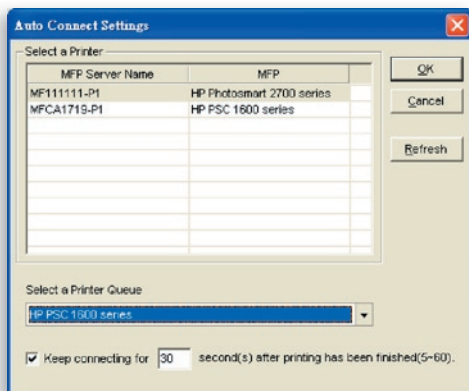 Auto Connect Settings
Select a Printer
MFP Server Name MFP
MF111111-P1 HP Photosmart 2700 series
MFCA1719-P1 HP PSC 1600 series
OK
Cancel
Refresh
Select a Printer Queue
HP PSC 1600 series
Keep connecting for 30 second(s) after printing has been finished(5~60).